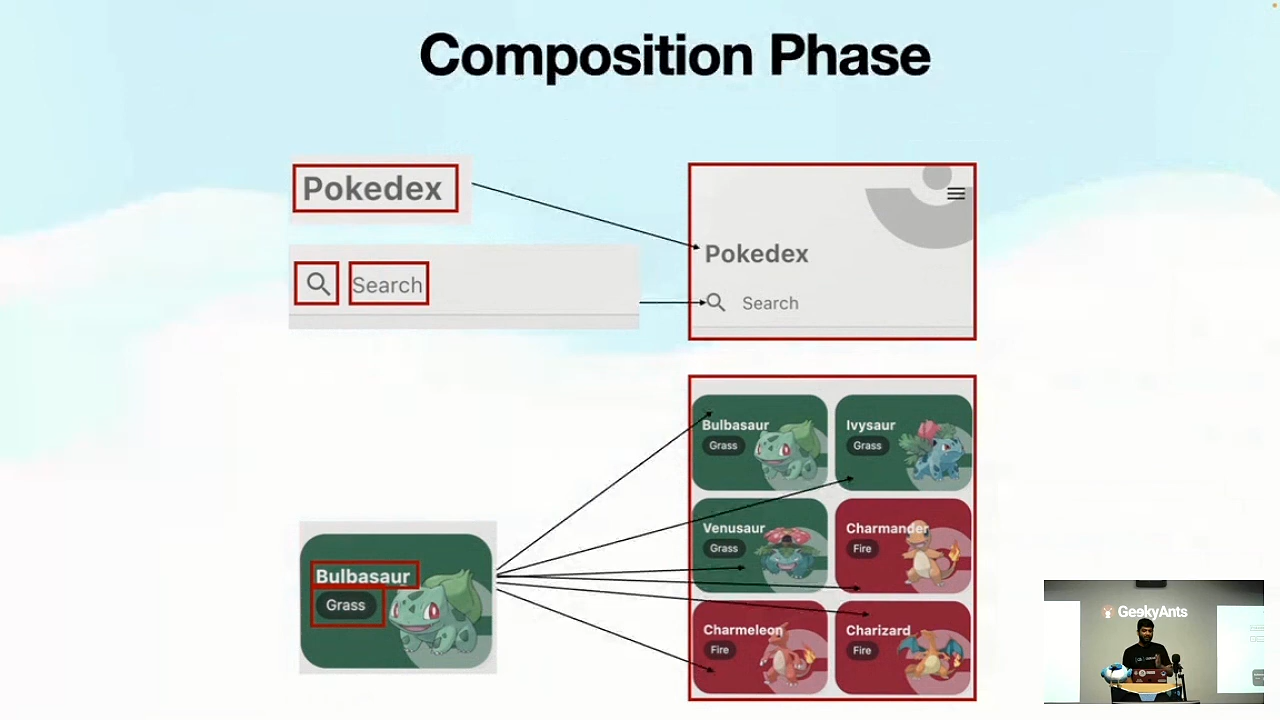 Composition Phase
Pokedex
Search
Pokedex
Search
Bulbasaur
Grass
Bulbasaur
Grass
Ivysaur
Grass
Venusaur
Grass
Charmander
Fire
Charmeleon
Fire
Charizard
Fire
GeekyAnts